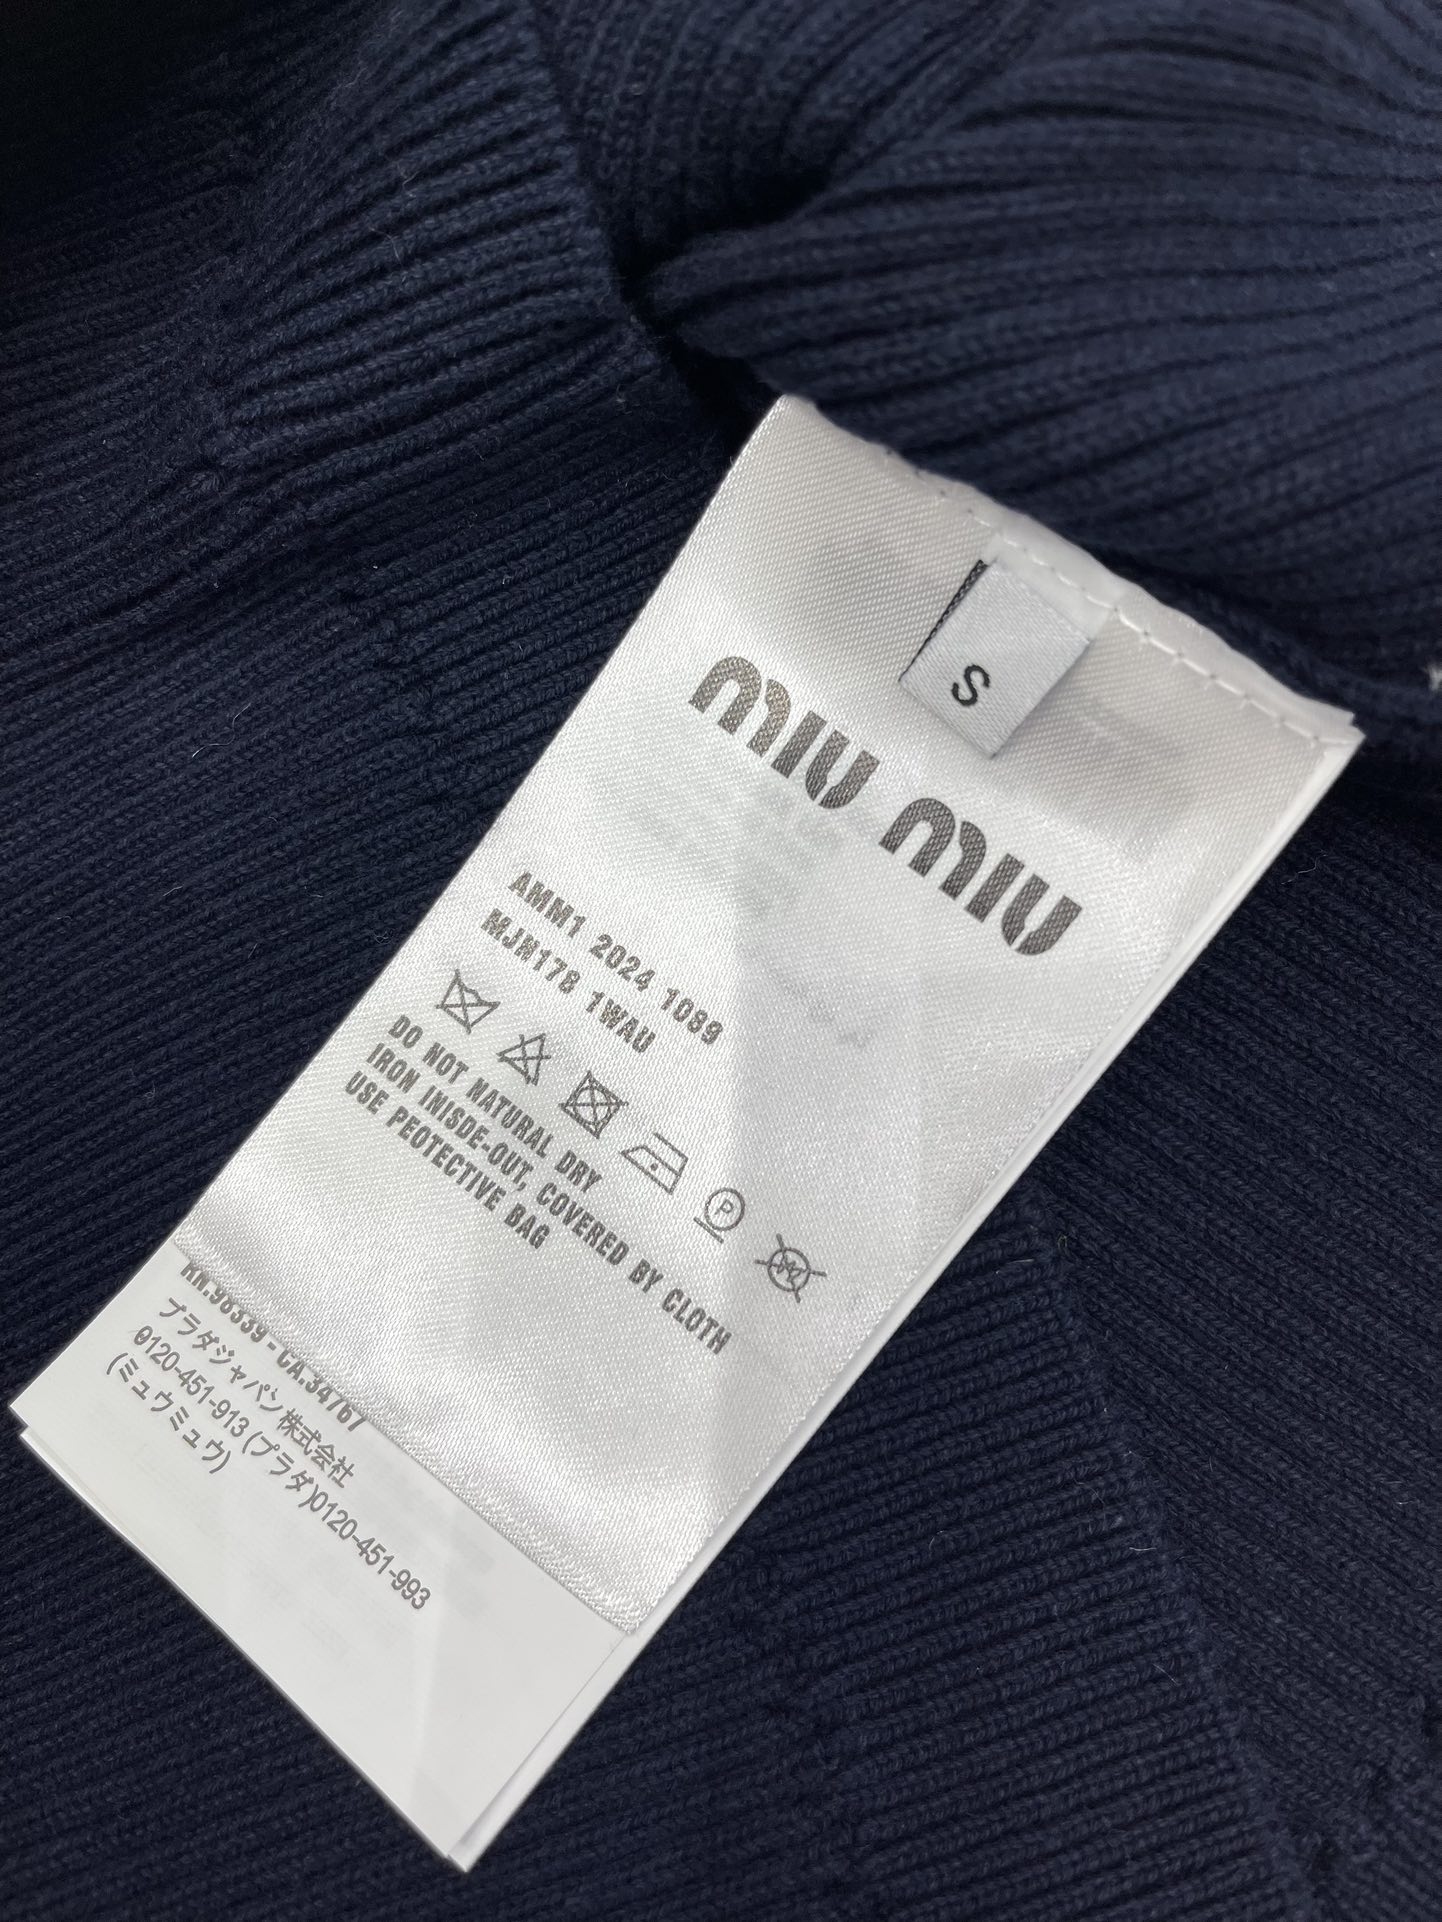 S
miu miu
AMM1 2024 1099
MJN178 1WAU
P
DO NOT NATURAL DRY
IRON INISDE-OUT, COVERED BY CLOTH
USE PEOTECTIVE BAG
RN.98339 - CA.34767
プラダジャパン株式会社
0120-451-913 (プラダ)0120-451-993
(ミュウミュウ)